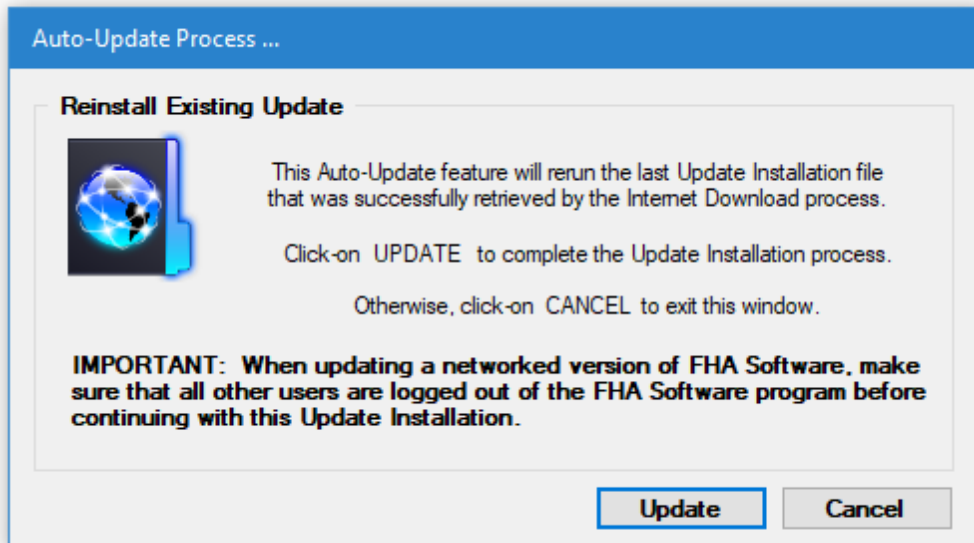 Auto-Update Process ...
Reinstall Existing Update
This Auto-Update feature will rerun the last Update Installation file
that was successfully retrieved by the Internet Download process.
Click-on UPDATE to complete the Update Installation process.
Otherwise, click-on CANCEL to exit this window.
IMPORTANT: When updating a networked version of FHA Software, make
sure that all other users are logged out of the FHA Software program before
continuing with this Update Installation.
Update
Cancel